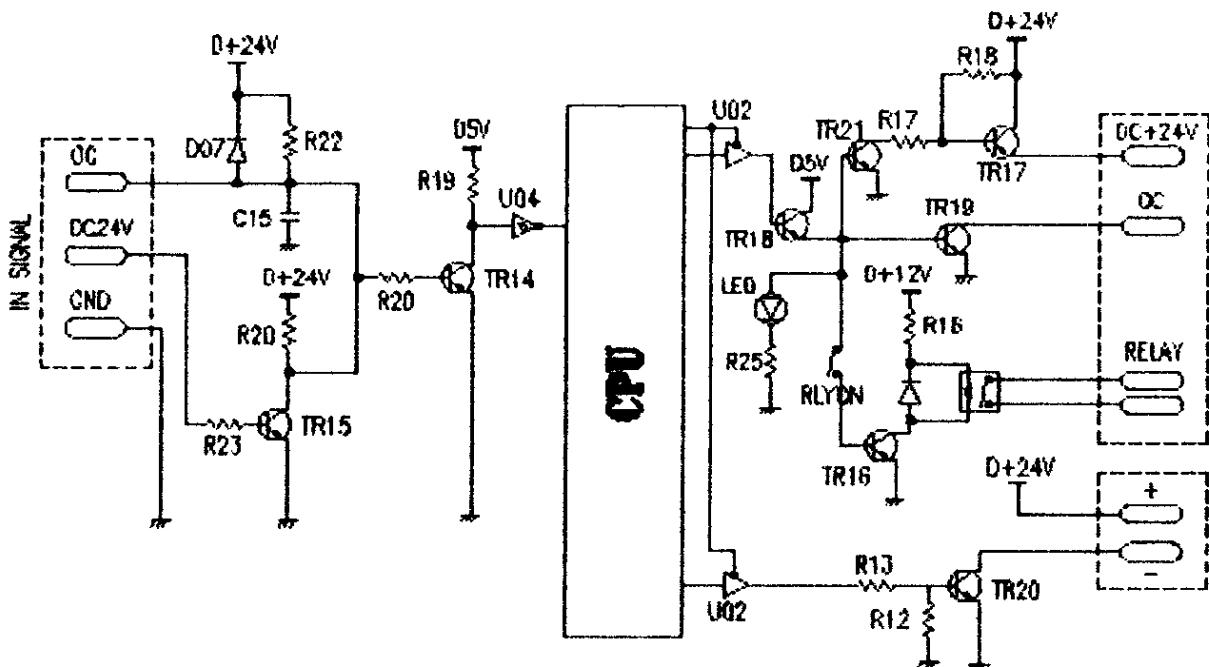 D+24V
D07
R22
IN SIGNAL
OC
DC24V
GND
C15
D+24V
R20
R23
TR15
R20
D5V
R19
U04
TR14
CPU
U02
D5V
TR18
LED
R25
RLYON
TR21
R17
R18
D+24V
TR17
TR19
D+12V
R16
TR16
DC+24V
OC
RELAY
D+24V
+
-
U02
R13
R12
TR20